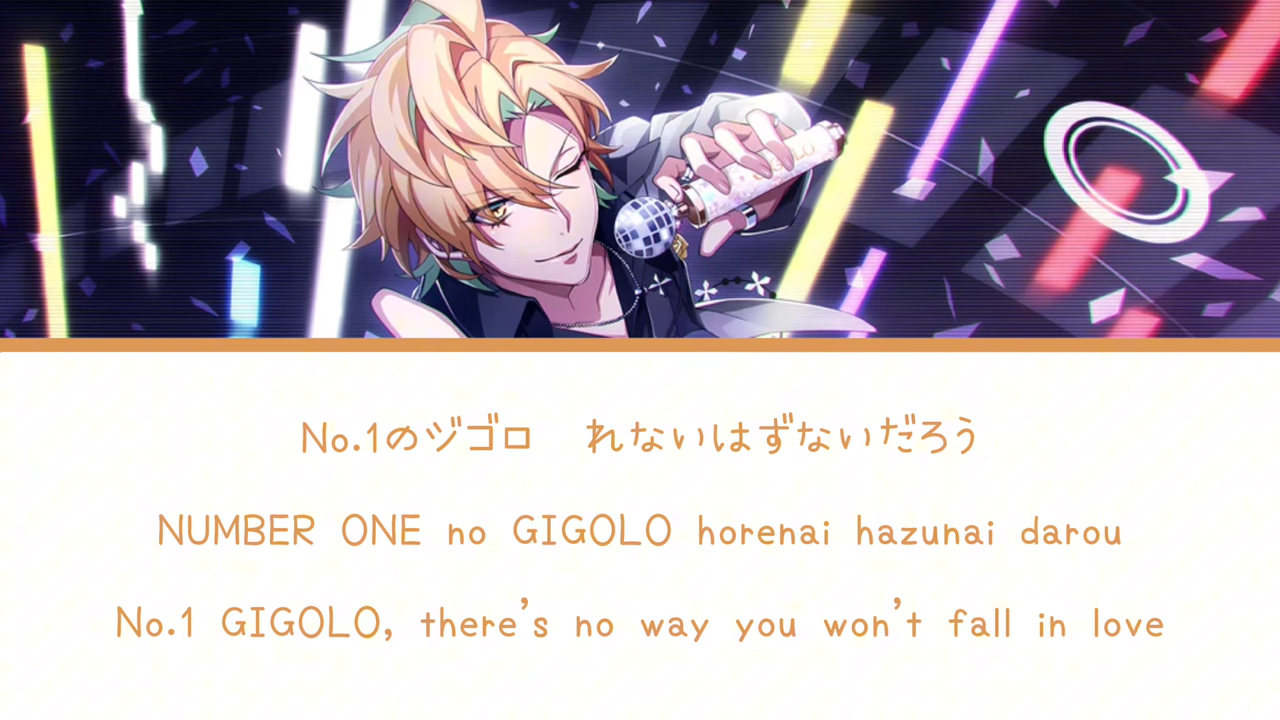 GIGOLO
No.1のジゴロ　れないはずないだろう
NUMBER ONE no GIGOLO horenai hazunai darou
No.1 GIGOLO, there's no way you won't fall in love